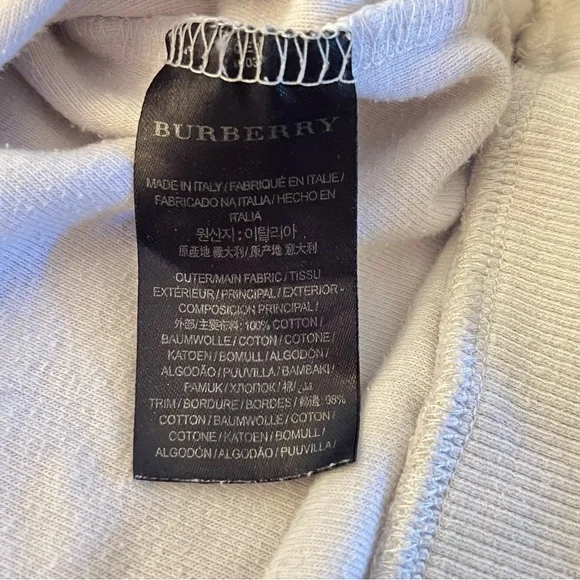 BURBERRY
MADE IN ITALY / FABRIQUÉ EN ITALIE /
FABRICADO NA ITALIA / HECHO EN
ITALIA
원산지 : 이탈리아
原産地 義大利 / 原产地 意大利
OUTER/MAIN FABRIC / TISSU
EXTÉRIEUR / PRINCIPAL / EXTERIOR -
COMPOSICIÓN PRINCIPAL /
外部/主要布料: 100% COTTON /
BAUMWOLLE / COTON / COTONE /
KATOEN / BOMULL / ALGODÓN /
ALGODÃO / PUUVILLA / BAMBAKI /
PAMUK / ХЛОПОК / 棉 /
TRIM / BORDURE / BORDES / 98%
COTTON / BAUMWOLLE / COTON /
COTONE / KATOEN / BOMULL /
ALGODÓN / ALGODÃO / PUUVILLA /